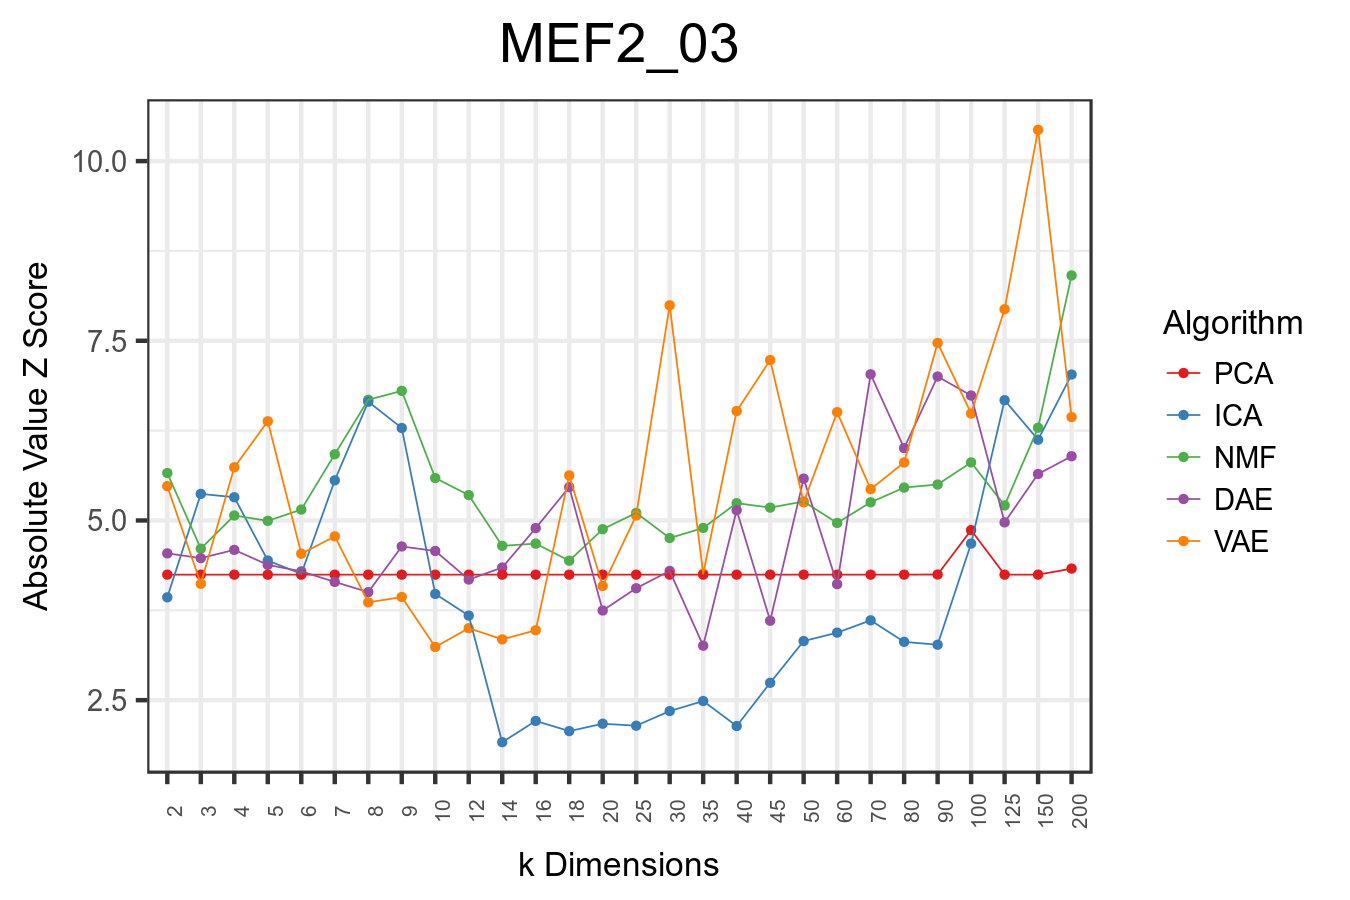 MEF2_03
Absolute Value Z Score
10.0
7.5
5.0
2.5
2 3 4 5 6 7 8 9 10 12 14 16 18 20 25 30 35 40 45 50 60 70 80 90 100 125 150 200
k Dimensions
Algorithm
PCA
ICA
NMF
DAE
VAE